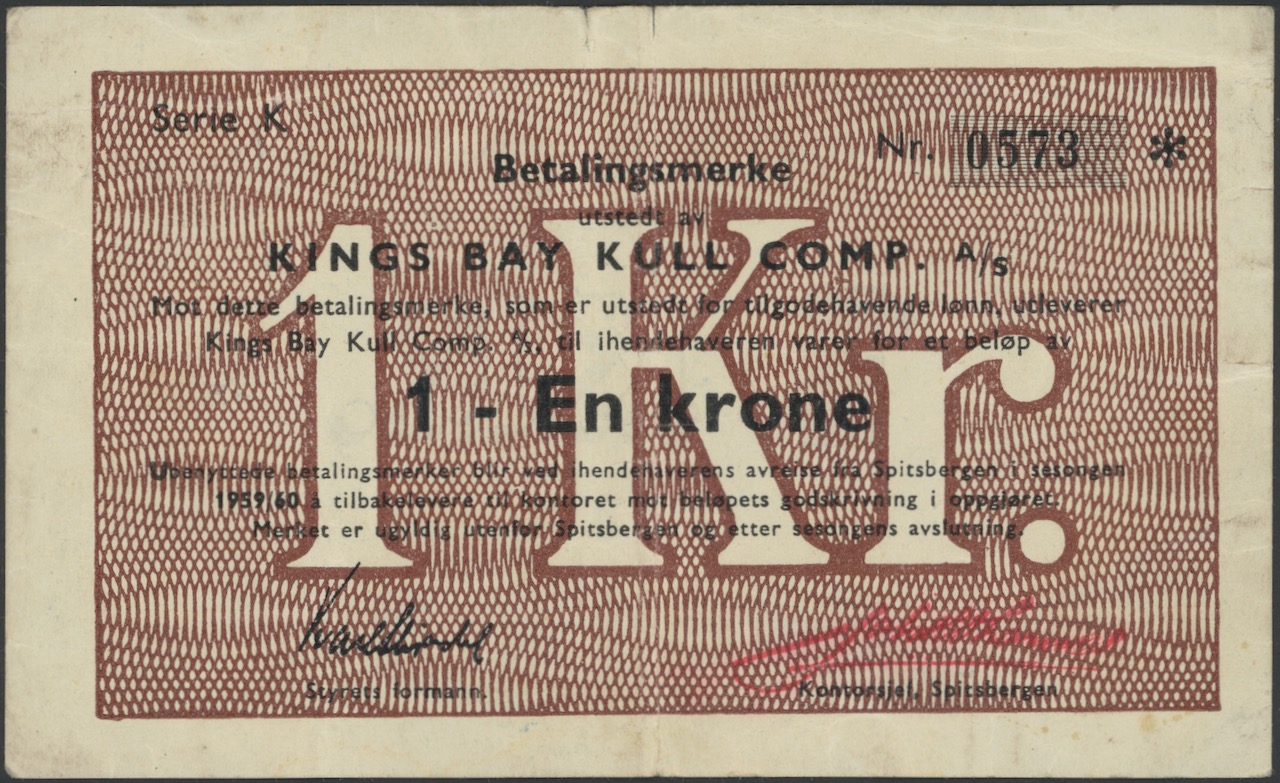 Serie K
Nr. 0573 *
Betalingsmerke
utstedt av
KINGS BAY KULL COMP. A/S
Mot dette betalingsmerke, som er utstedt for tilgodehavende lønn, utleverer
Kings Bay Kull Comp. A/S, til ihendehaveren varer for et beløp av
1 Kr.
1 - En krone
Ubenyttede betalingsmerker blir ved ihendehaverens avreise fra Spitsbergen i sesongen
1959/60 å tilbakelevere til kontoret mot beløpets godskrivning i oppgjøret.
Merket er ugyldig utenfor Spitsbergen og etter sesongens avslutning.
Styrets formann.
Kontorsjef, Spitsbergen